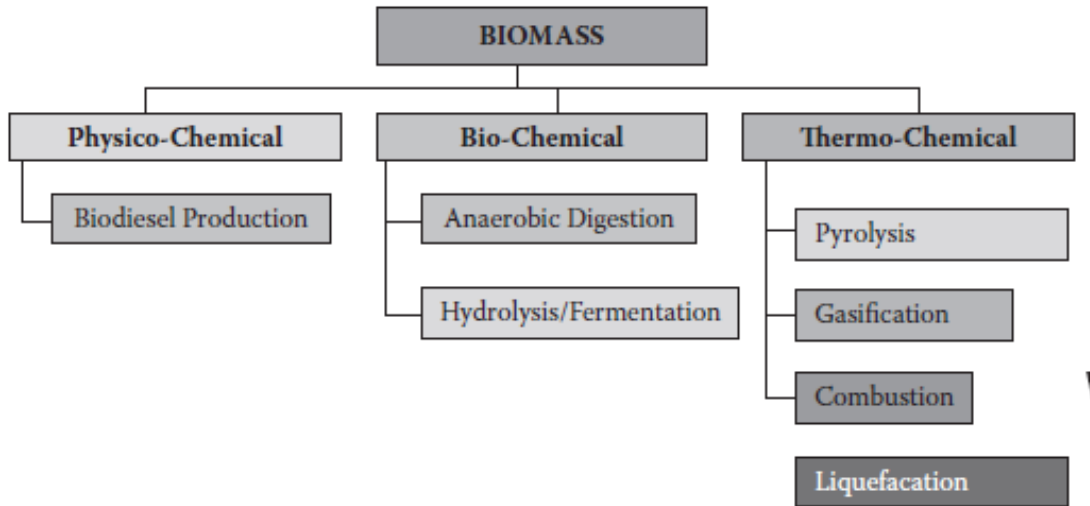 BIOMASS
Physico-Chemical
Bio-Chemical
Thermo-Chemical
Biodiesel Production
Anaerobic Digestion
Hydrolysis/Fermentation
Pyrolysis
Gasification
Combustion
Liquefacation